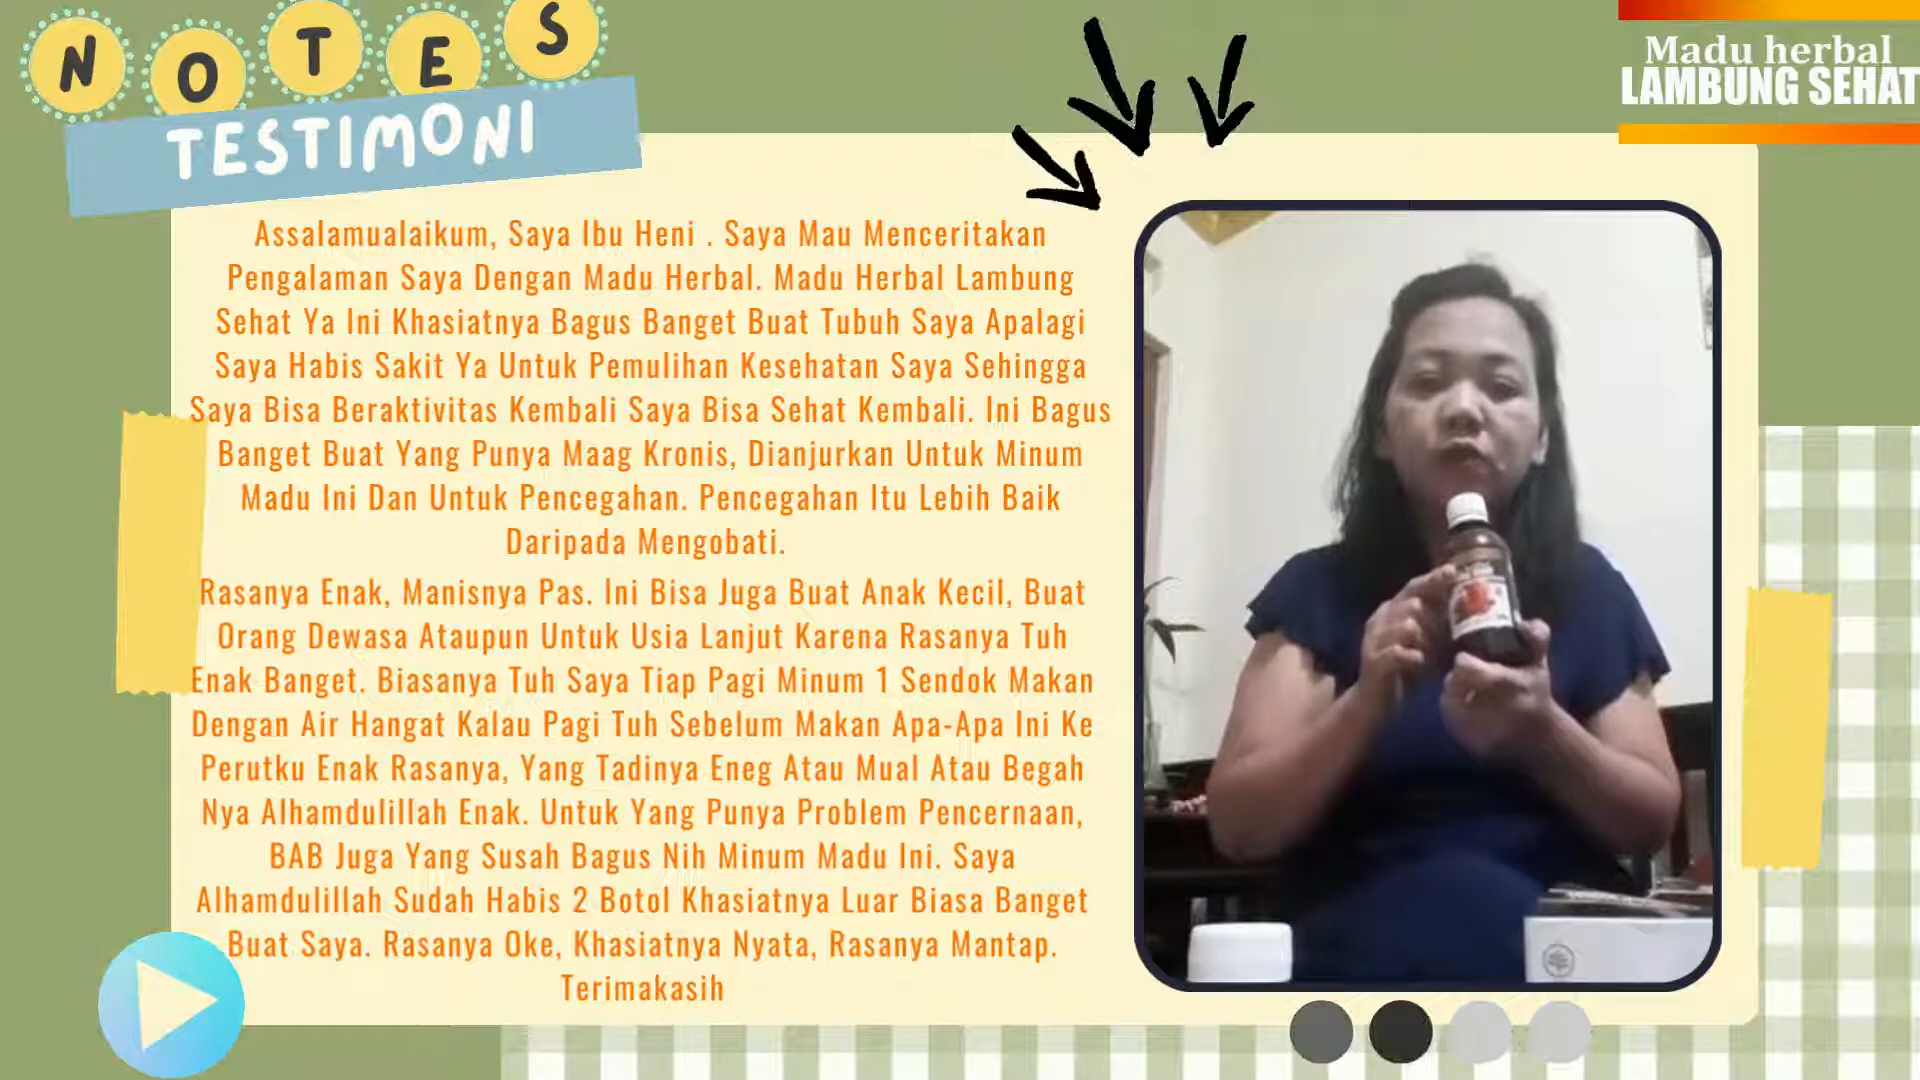 NOTES
TESTIMONI
Madu herbal
LAMBUNG SEHAT
Assalamualaikum, Saya Ibu Heni . Saya Mau Menceritakan
Pengalaman Saya Dengan Madu Herbal. Madu Herbal Lambung
Sehat Ya Ini Khasiatnya Bagus Banget Buat Tubuh Saya Apalagi
Saya Habis Sakit Ya Untuk Pemulihan Kesehatan Saya Sehingga
Saya Bisa Beraktivitas Kembali Saya Bisa Sehat Kembali. Ini Bagus
Banget Buat Yang Punya Maag Kronis, Dianjurkan Untuk Minum
Madu Ini Dan Untuk Pencegahan. Pencegahan Itu Lebih Baik
Daripada Mengobati.
Rasanya Enak, Manisnya Pas. Ini Bisa Juga Buat Anak Kecil, Buat
Orang Dewasa Ataupun Untuk Usia Lanjut Karena Rasanya Tuh
Enak Banget. Biasanya Tuh Saya Tiap Pagi Minum 1 Sendok Makan
Dengan Air Hangat Kalau Pagi Tuh Sebelum Makan Apa-Apa Ini Ke
Perutku Enak Rasanya, Yang Tadinya Eneg Atau Mual Atau Begah
Nya Alhamdulillah Enak. Untuk Yang Punya Problem Pencernaan,
BAB Juga Yang Susah Bagus Nih Minum Madu Ini. Saya
Alhamdulillah Sudah Habis 2 Botol Khasiatnya Luar Biasa Banget
Buat Saya. Rasanya Oke, Khasiatnya Nyata, Rasanya Mantap.
Terimakasih